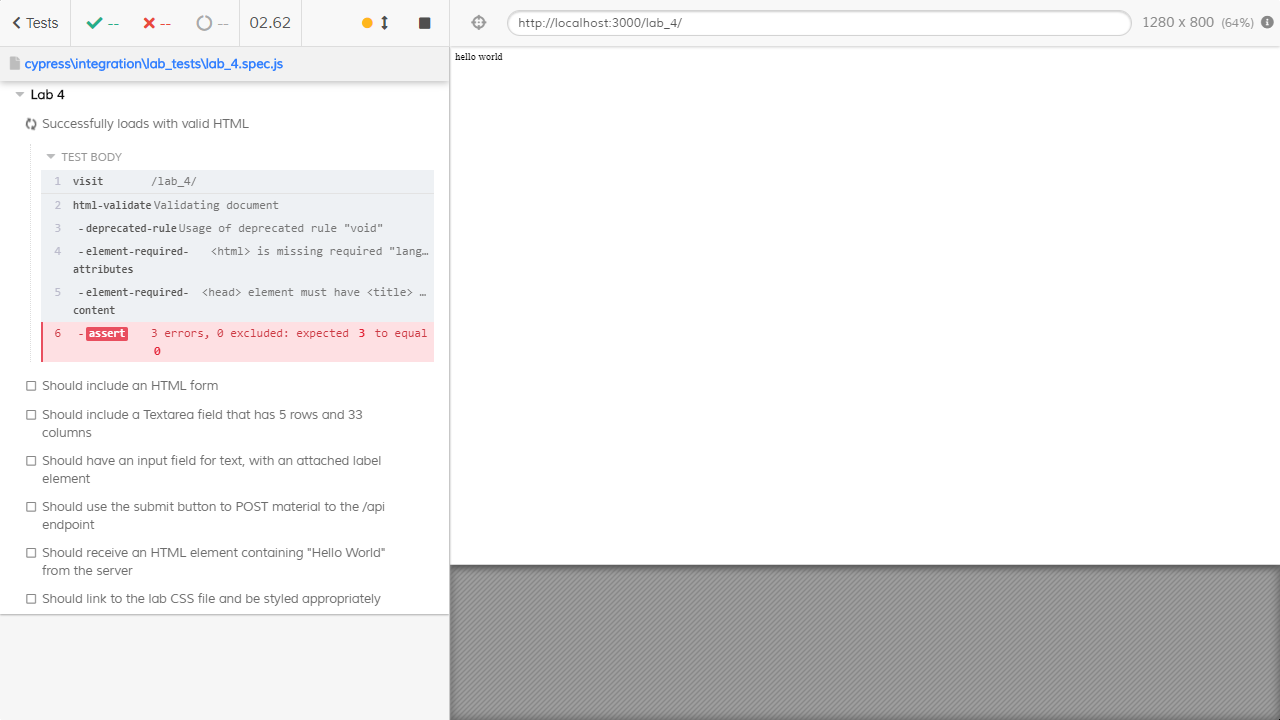 Tests -- -- -- 02.62
http://localhost:3000/lab_4/ 1280 x 800 (64%)
cypress\integration\lab_tests\lab_4.spec.js
hello world
Lab 4
Successfully loads with valid HTML
TEST BODY
1 visit /lab_4/
2 html-validate Validating document
3 -deprecated-rule Usage of deprecated rule "void"
4 -element-required- <html> is missing required "lang…
attributes
5 -element-required- <head> element must have <title> …
content
6 -assert 3 errors, 0 excluded: expected 3 to equal
0
Should include an HTML form
Should include a Textarea field that has 5 rows and 33
columns
Should have an input field for text, with an attached label
element
Should use the submit button to POST material to the /api
endpoint
Should receive an HTML element containing "Hello World"
from the server
Should link to the lab CSS file and be styled appropriately